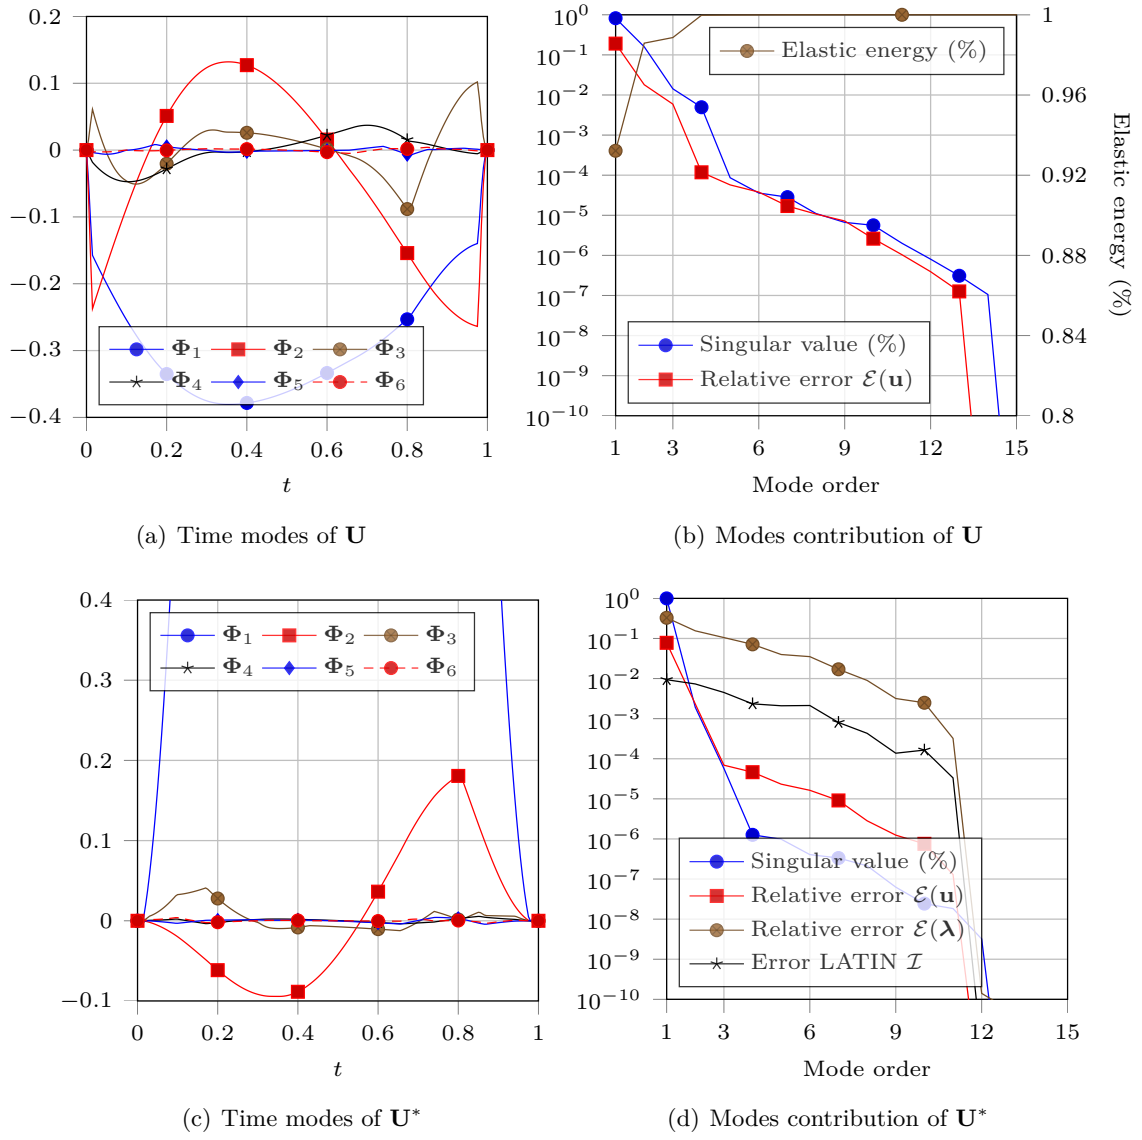 0.2
0.1
0
−0.1
−0.2
−0.3
−0.4
Φ1 Φ2 Φ3
Φ4 Φ5 Φ6
0 0.2 0.4 0.6 0.8 1
t
(a) Time modes of U
10^0
10^−1
10^−2
10^−3
10^−4
10^−5
10^−6
10^−7
10^−8
10^−9
10^−10
Elastic energy (%)
Singular value (%)
Relative error ℰ(u)
1
0.96
0.92
0.88
0.84
0.8
Elastic energy (%)
1 3 6 9 12 15
Mode order
(b) Modes contribution of U
0.4
0.3
0.2
0.1
0
−0.1
Φ1 Φ2 Φ3
Φ4 Φ5 Φ6
0 0.2 0.4 0.6 0.8 1
t
(c) Time modes of U*
10^0
10^−1
10^−2
10^−3
10^−4
10^−5
10^−6
10^−7
10^−8
10^−9
10^−10
Singular value (%)
Relative error ℰ(u)
Relative error ℰ(λ)
Error LATIN ℐ
1 3 6 9 12 15
Mode order
(d) Modes contribution of U*